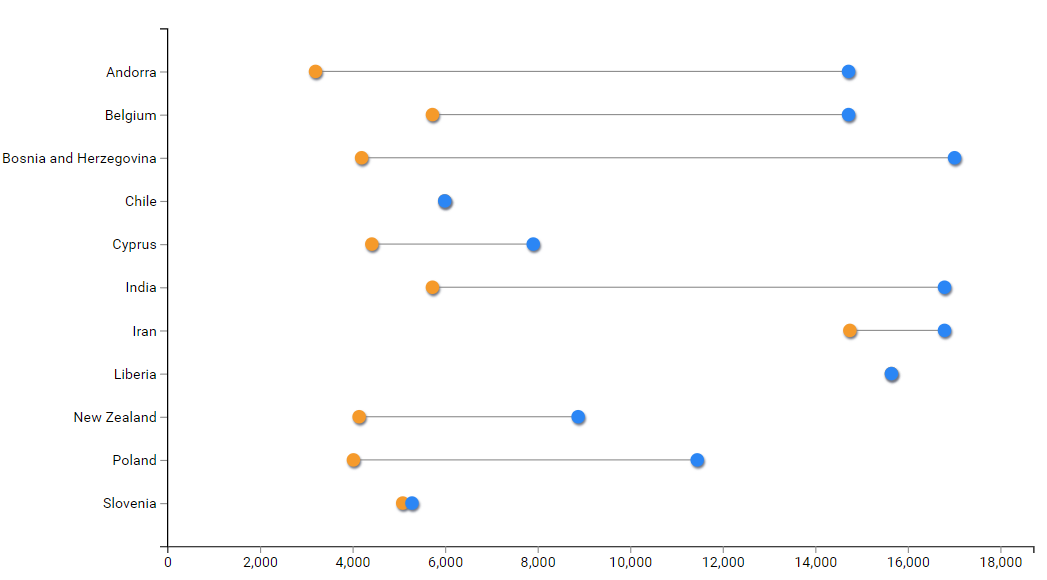 Andorra
Belgium
Bosnia and Herzegovina
Chile
Cyprus
India
Iran
Liberia
New Zealand
Poland
Slovenia
0 2,000 4,000 6,000 8,000 10,000 12,000 14,000 16,000 18,000